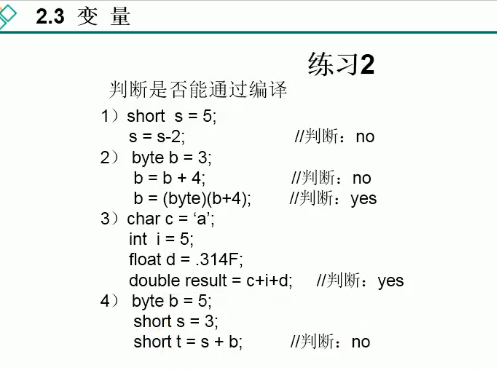 2.3 变 量
练习2
判断是否能通过编译
1）short s = 5;
s = s-2; //判断：no
2） byte b = 3;
b = b + 4; //判断：no
b = (byte)(b+4); //判断：yes
3）char c = ‘a’;
int i = 5;
float d = .314F;
double result = c+i+d; //判断：yes
4） byte b = 5;
short s = 3;
short t = s + b; //判断：no